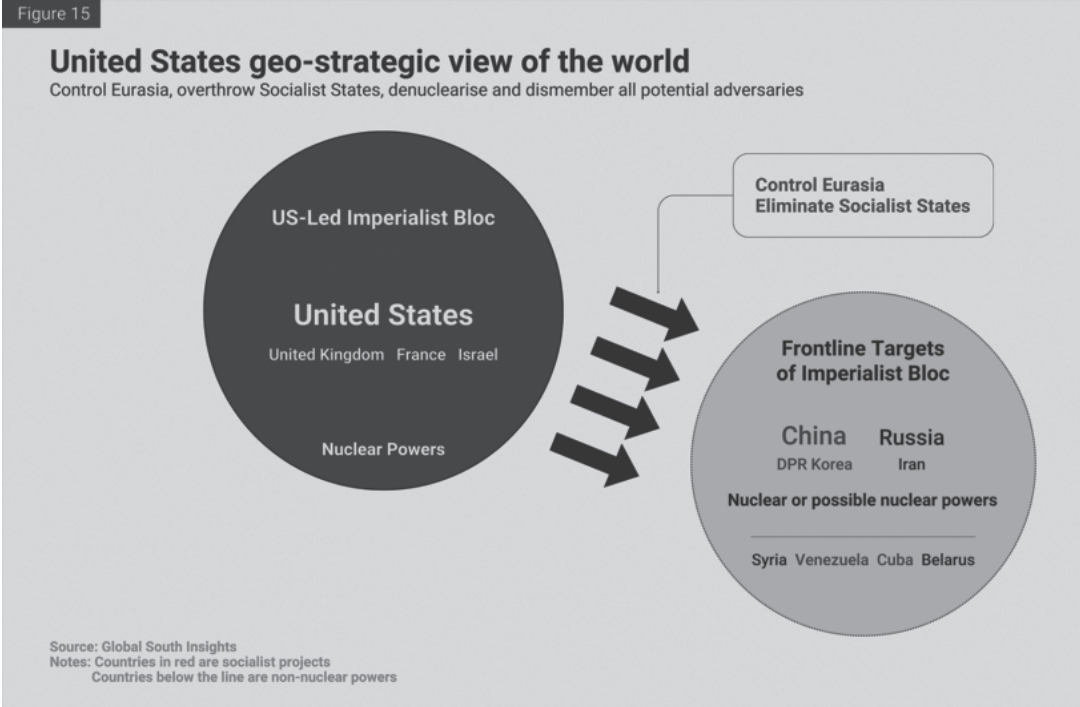 Figure 15
United States geo-strategic view of the world
Control Eurasia, overthrow Socialist States, denuclearise and dismember all potential adversaries
US-Led Imperialist Bloc
United States
United Kingdom France Israel
Nuclear Powers
Control Eurasia
Eliminate Socialist States
Frontline Targets
of Imperialist Bloc
China Russia
DPR Korea Iran
Nuclear or possible nuclear powers
Syria Venezuela Cuba Belarus
Source: Global South Insights
Notes: Countries in red are socialist projects
Countries below the line are non-nuclear powers